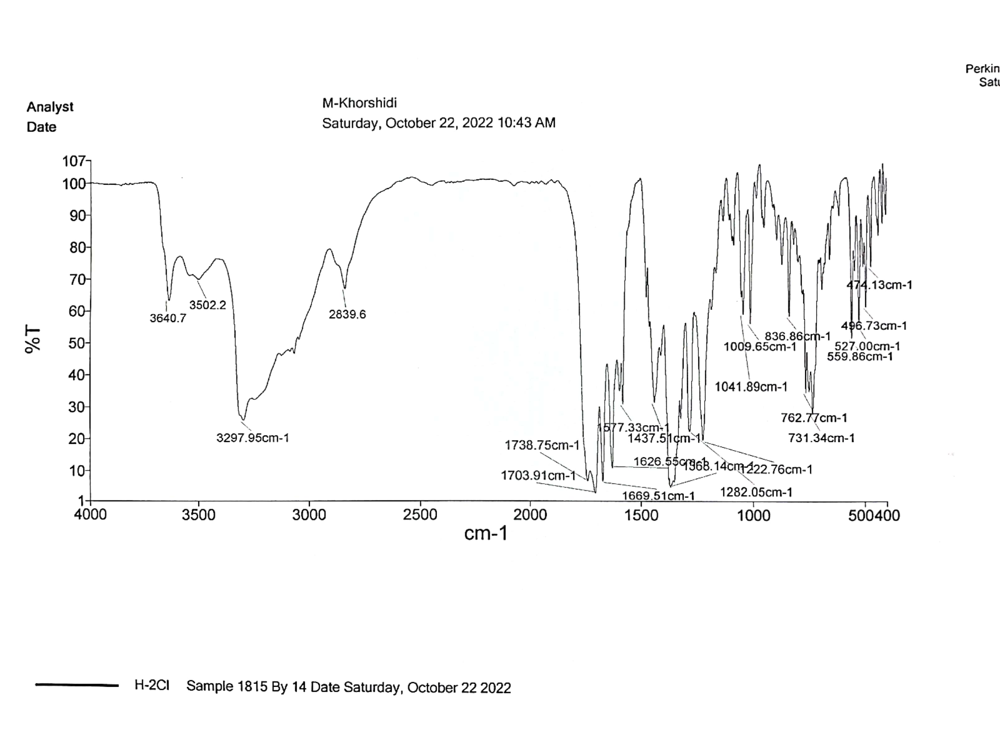 Perkin
Satu
Analyst
M-Khorshidi
Date
Saturday, October 22, 2022 10:43 AM
107
100
90
80
70
60
50
40
30
20
10
1
%T
3640.7
3502.2
3297.95cm-1
2839.6
1738.75cm-1
1703.91cm-1
1669.51cm-1
1626.55cm-1
1577.33cm-1
1437.51cm-1
1368.14cm-1
1282.05cm-1
1222.76cm-1
1041.89cm-1
1009.65cm-1
836.86cm-1
762.77cm-1
731.34cm-1
559.86cm-1
527.00cm-1
496.73cm-1
474.13cm-1
4000 3500 3000 2500 2000 1500 1000 500400
cm-1
H-2Cl Sample 1815 By 14 Date Saturday, October 22 2022